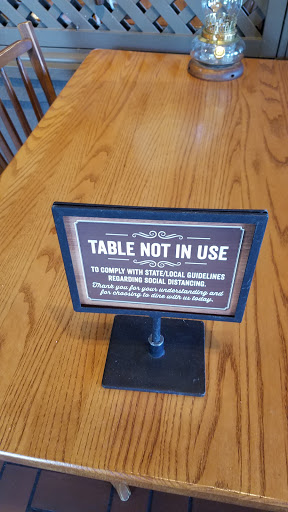 TABLE NOT IN USE
TO COMPLY WITH STATE/LOCAL GUIDELINES
REGARDING SOCIAL DISTANCING.
Thank you for your understanding and
for choosing to dine with us today.